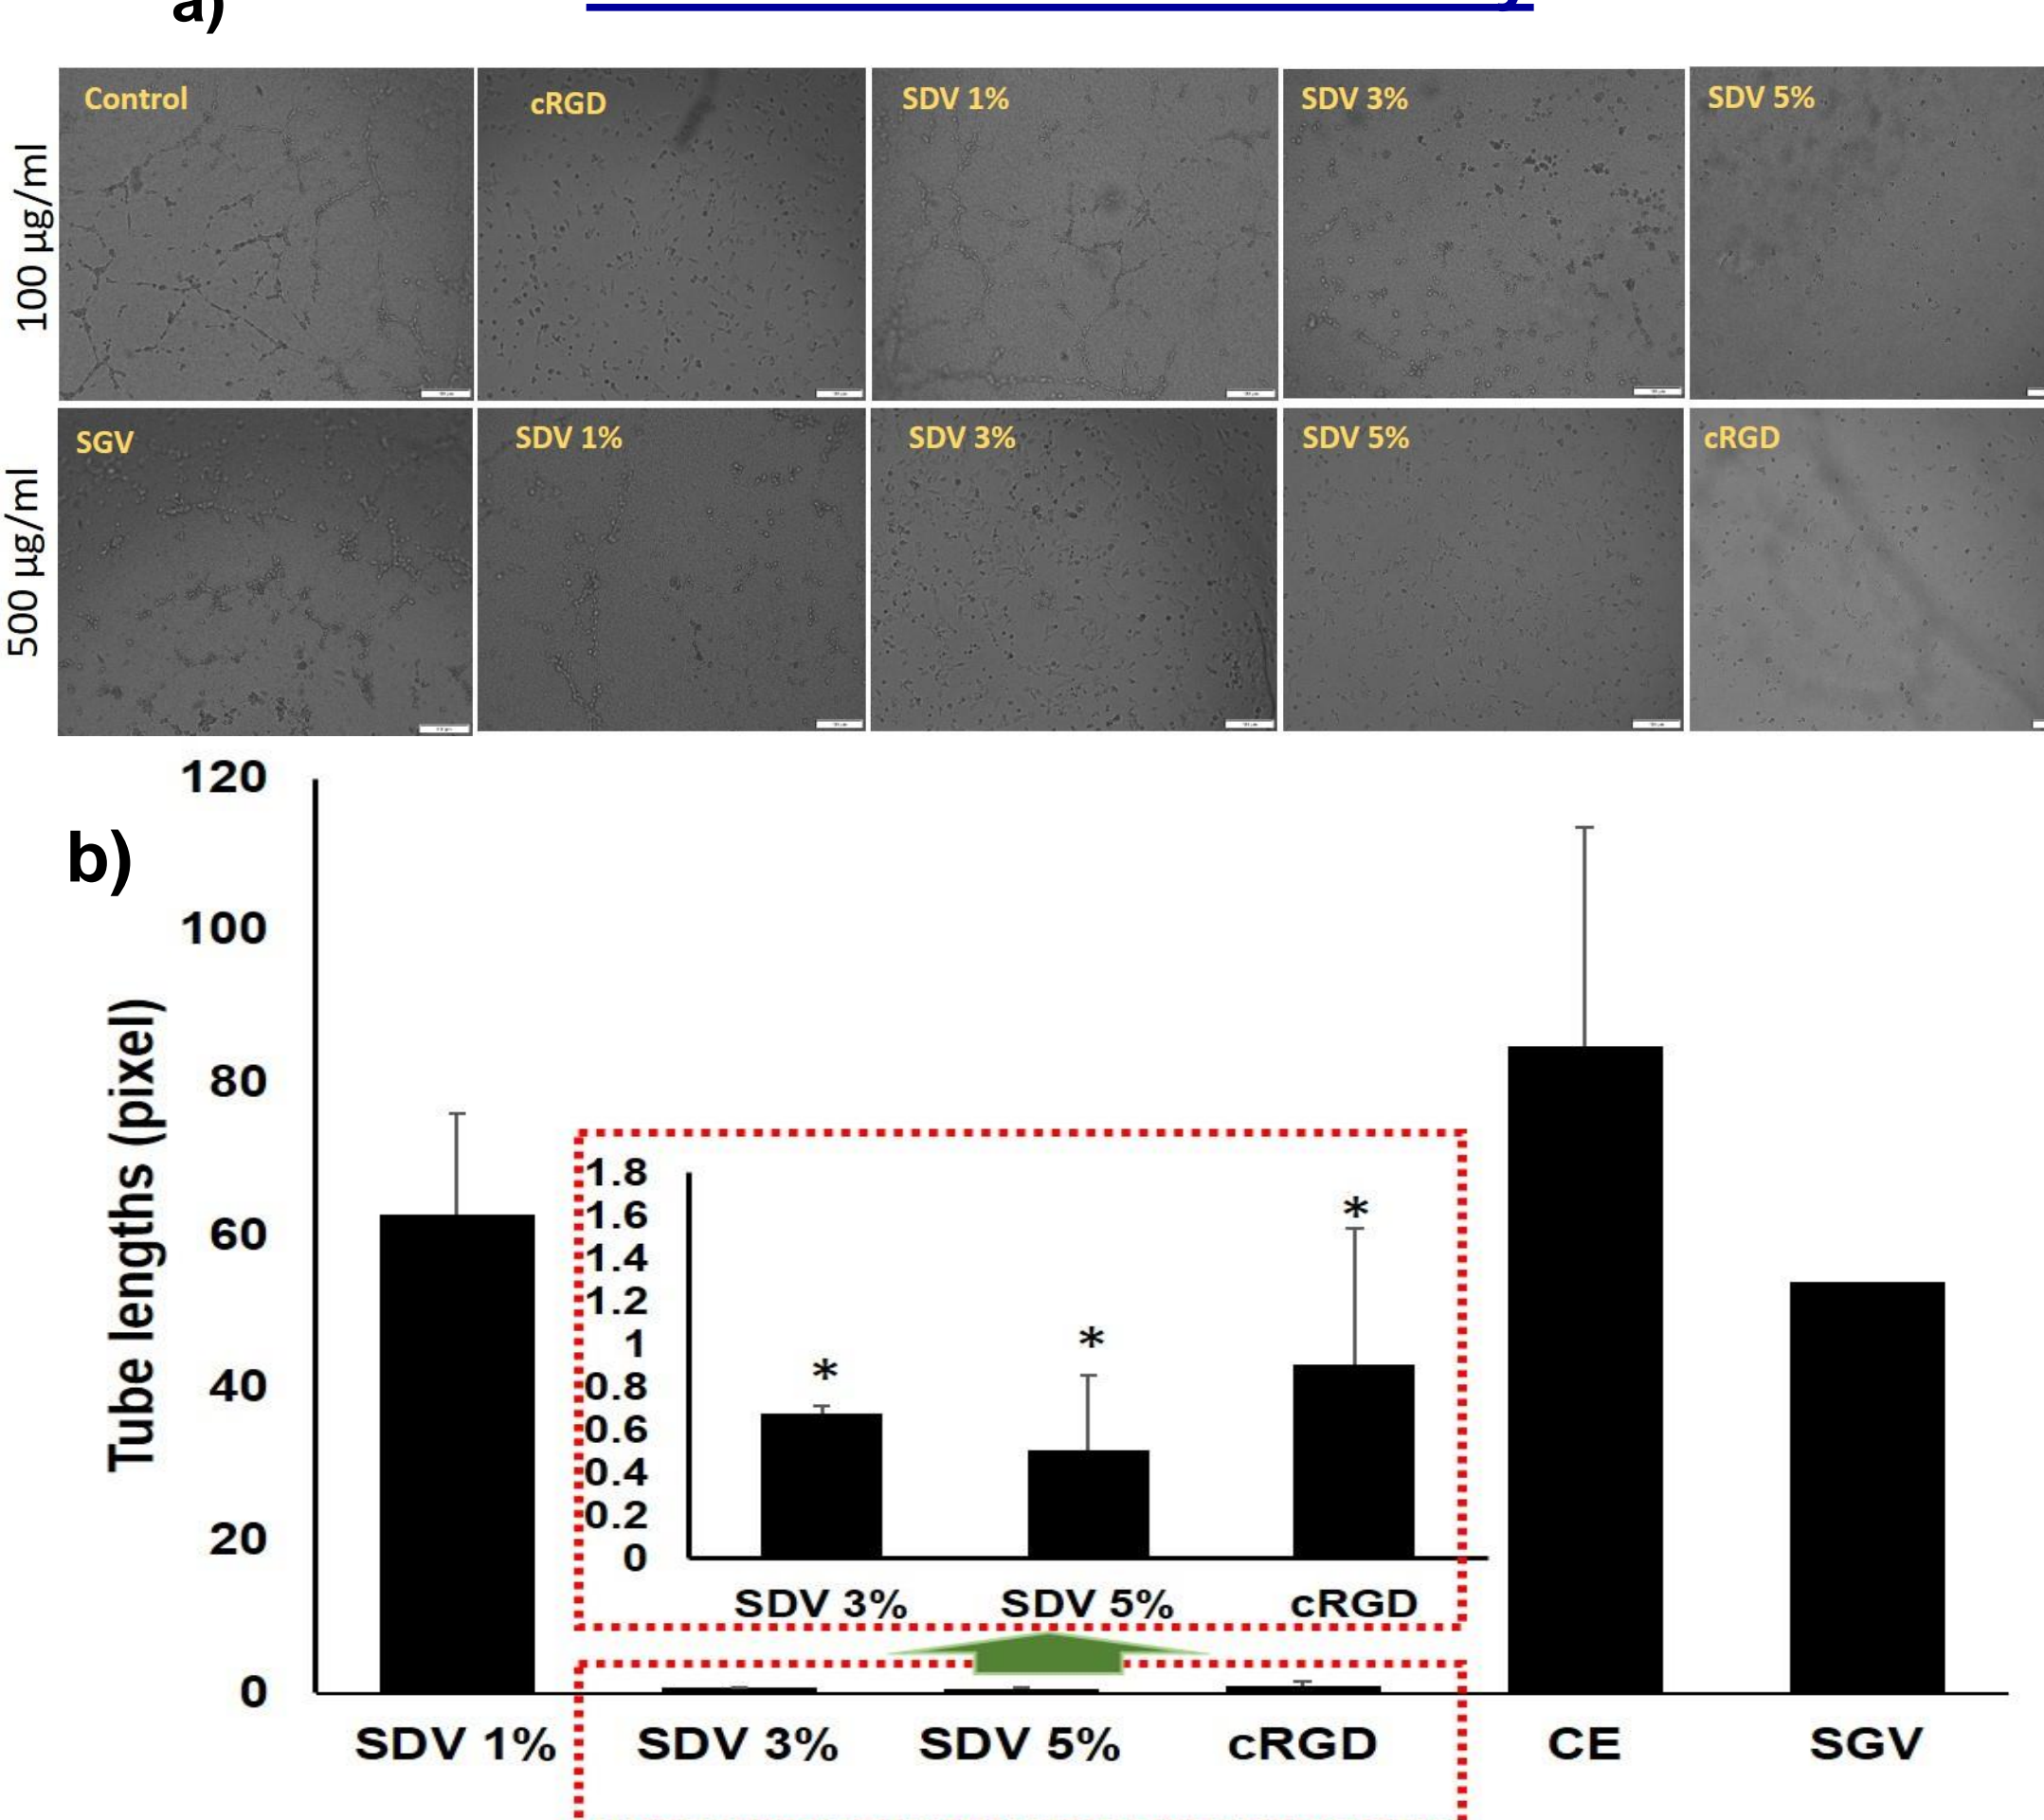 a)
Control
cRGD
SDV 1%
SDV 3%
SDV 5%
100 µg/ml
SGV
SDV 1%
SDV 3%
SDV 5%
cRGD
500 µg/ml
b)
Tube lengths (pixel)
120
100
80
60
40
20
0
1.8
1.6
1.4
1.2
1
0.8
0.6
0.4
0.2
0
*
*
*
SDV 3%
SDV 5%
cRGD
SDV 1%
SDV 3%
SDV 5%
cRGD
CE
SGV